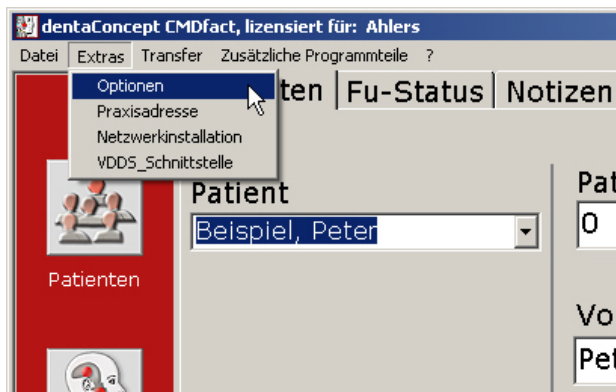 dentaConcept CMDfact, lizensiert für: Ahlers
Datei Extras Transfer Zusätzliche Programmteile ?
Optionen
Praxisadresse
Netzwerkinstallation
VDDS_Schnittstelle
ten Fu-Status Notizen
Patient
Beispiel, Peter
Pat
0
Patienten
Vo
Pet